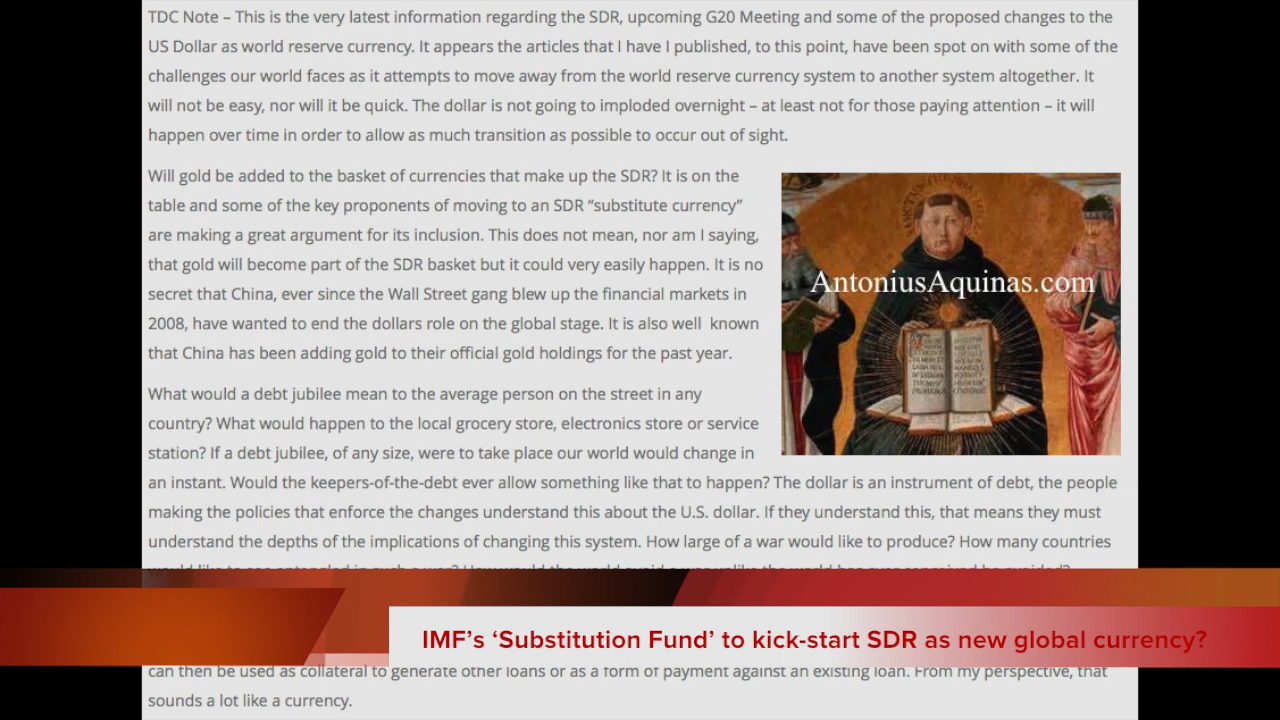 TDC Note – This is the very latest information regarding the SDR, upcoming G20 Meeting and some of the proposed changes to the
US Dollar as world reserve currency. It appears the articles that I have I published, to this point, have been spot on with some of the
challenges our world faces as it attempts to move away from the world reserve currency system to another system altogether. It
will not be easy, nor will it be quick. The dollar is not going to imploded overnight – at least not for those paying attention – it will
happen over time in order to allow as much transition as possible to occur out of sight.
Will gold be added to the basket of currencies that make up the SDR? It is on the
table and some of the key proponents of moving to an SDR “substitute currency”
are making a great argument for its inclusion. This does not mean, nor am I saying,
that gold will become part of the SDR basket but it could very easily happen. It is no
secret that China, ever since the Wall Street gang blew up the financial markets in
2008, have wanted to end the dollars role on the global stage. It is also well known
that China has been adding gold to their official gold holdings for the past year.
AntoniusAquinas.com
What would a debt jubilee mean to the average person on the street in any
country? What would happen to the local grocery store, electronics store or service
station? If a debt jubilee, of any size, were to take place our world would change in
an instant. Would the keepers-of-the-debt ever allow something like that to happen? The dollar is an instrument of debt, the people
making the policies that enforce the changes understand this about the U.S. dollar. If they understand this, that means they must
understand the depths of the implications of changing this system. How large of a war would like to produce? How many countries
IMF’s ‘Substitution Fund’ to kick-start SDR as new global currency?
can then be used as collateral to generate other loans or as a form of payment against an existing loan. From my perspective, that
sounds a lot like a currency.